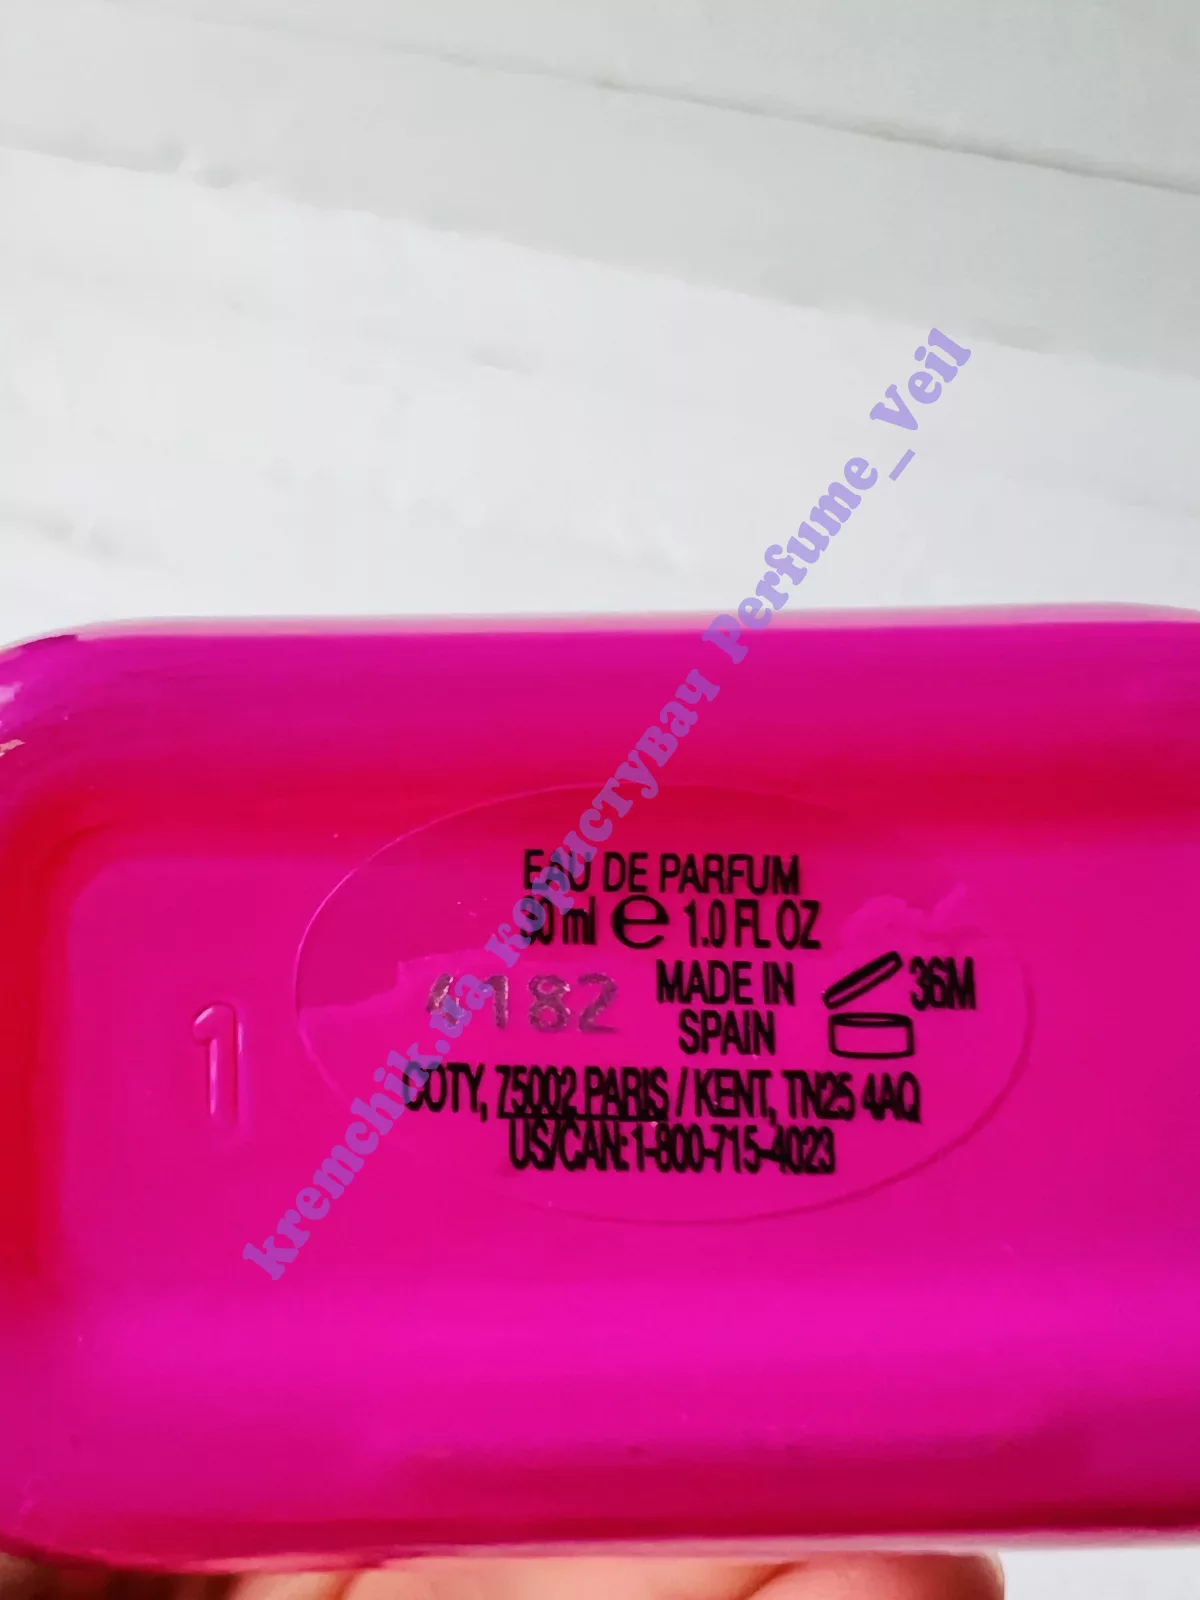 EAU DE PARFUM
30 ml e 1.0 FL OZ
4182
MADE IN
SPAIN
36M
COTY, 75002 PARIS / KENT, TN25 4AQ
US/CAN: 1-800-715-4023
1
kremchik.ua користувач Perfume_Veil